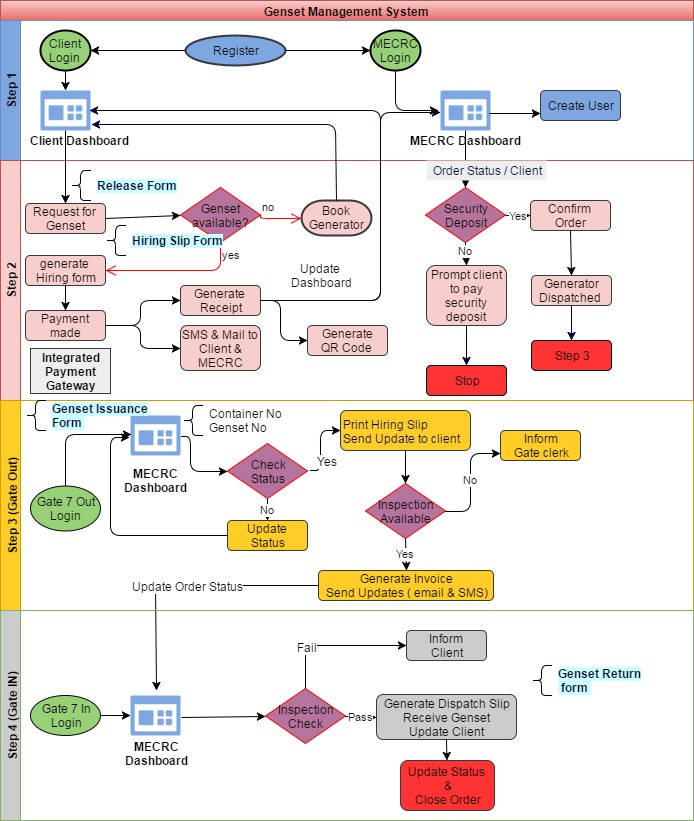 Genset Management System
Step 1
Client
Login
Register
MECRC
Login
Client Dashboard
MECRC Dashboard
Create User
Step 2
Release Form
Request for
Genset
Genset
available?
no
yes
Book
Generator
Hiring Slip Form
generate
Hiring form
Update
Dashboard
Payment
made
Generate
Receipt
SMS & Mail to
Client &
MECRC
Generate
QR Code
Integrated
Payment
Gateway
Order Status / Client
Security
Deposit
Yes
No
Confirm
Order
Prompt client
to pay
security
deposit
Generator
Dispatched
Stop
Step 3
Step 3 (Gate Out)
Genset Issuance
Form
Container No
Genset No
MECRC
Dashboard
Gate 7 Out
Login
Check
Status
Yes
No
Update
Status
Print Hiring Slip
Send Update to client
Inspection
Available
No
Yes
Inform
Gate clerk
Generate Invoice
Send Updates ( email & SMS)
Update Order Status
Step 4 (Gate IN)
Gate 7 In
Login
MECRC
Dashboard
Inspection
Check
Fail
Pass
Inform
Client
Genset Return
form
Generate Dispatch Slip
Receive Genset
Update Client
Update Status
&
Close Order